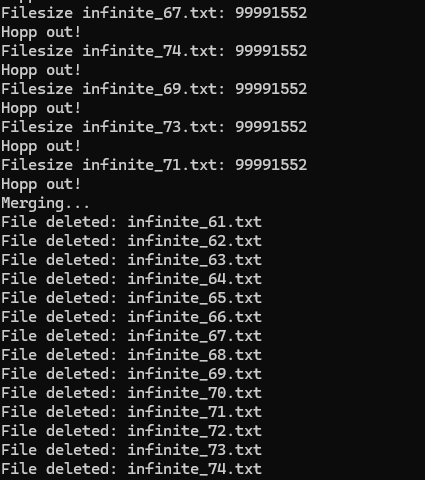 Filesize infinite_67.txt: 99991552
Hopp out!
Filesize infinite_74.txt: 99991552
Hopp out!
Filesize infinite_69.txt: 99991552
Hopp out!
Filesize infinite_73.txt: 99991552
Hopp out!
Filesize infinite_71.txt: 99991552
Hopp out!
Merging...
File deleted: infinite_61.txt
File deleted: infinite_62.txt
File deleted: infinite_63.txt
File deleted: infinite_64.txt
File deleted: infinite_65.txt
File deleted: infinite_66.txt
File deleted: infinite_67.txt
File deleted: infinite_68.txt
File deleted: infinite_69.txt
File deleted: infinite_70.txt
File deleted: infinite_71.txt
File deleted: infinite_72.txt
File deleted: infinite_73.txt
File deleted: infinite_74.txt